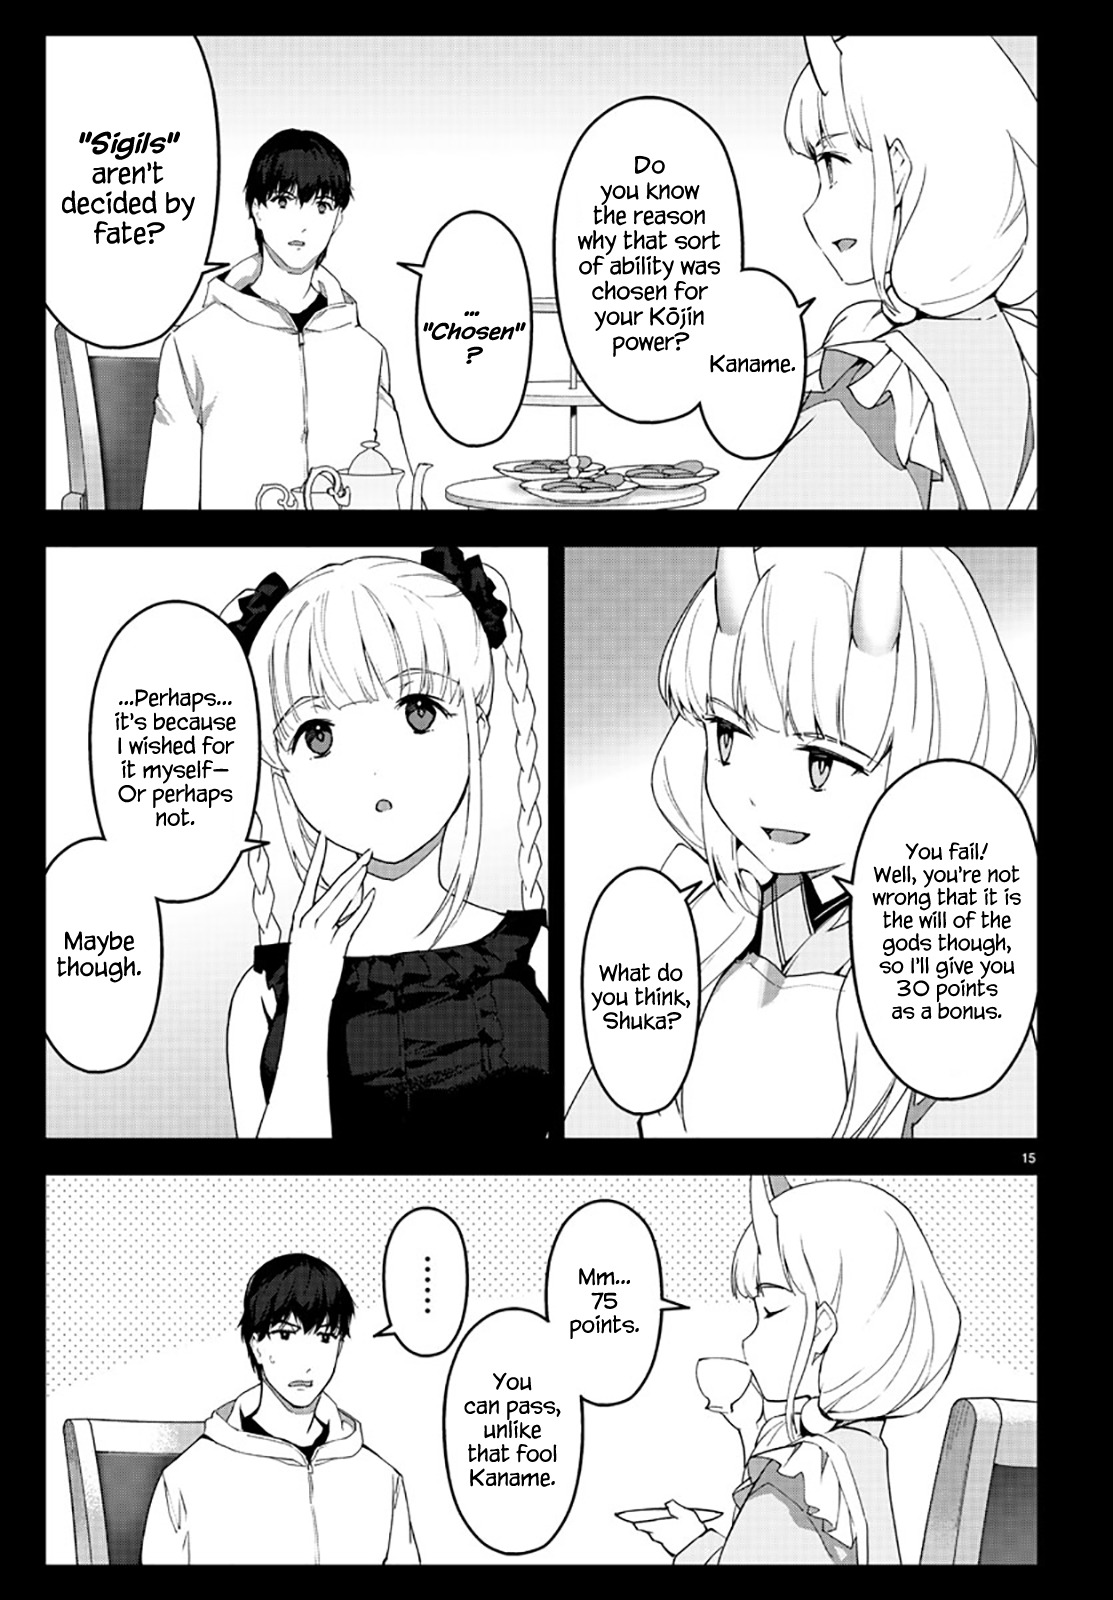 Do
you know
the reason
why that sort
of ability was
chosen for
your Kōjin
power?
Kaname.
...
"Chosen"
?
"Sigils"
aren't
decided by
fate?
You fail!
Well, you're not
wrong that it is
the will of the
gods though,
so I'll give you
30 points
as a bonus.
What do
you think,
Shuka?
...Perhaps...
it's because
I wished for
it myself—
Or perhaps
not.
Maybe
though.
15
Mm...
75
points.
You
can pass,
unlike
that fool
Kaname.
......